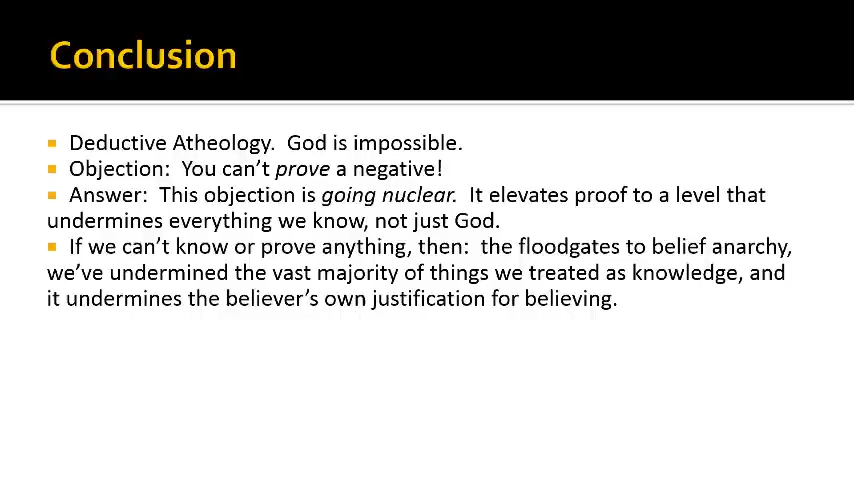 Conclusion
Deductive Atheology.  God is impossible.
Objection:  You can’t prove a negative!
Answer:  This objection is going nuclear.  It elevates proof to a level that
undermines everything we know, not just God.
If we can’t know or prove anything, then:  the floodgates to belief anarchy,
we’ve undermined the vast majority of things we treated as knowledge, and
it undermines the believer’s own justification for believing.